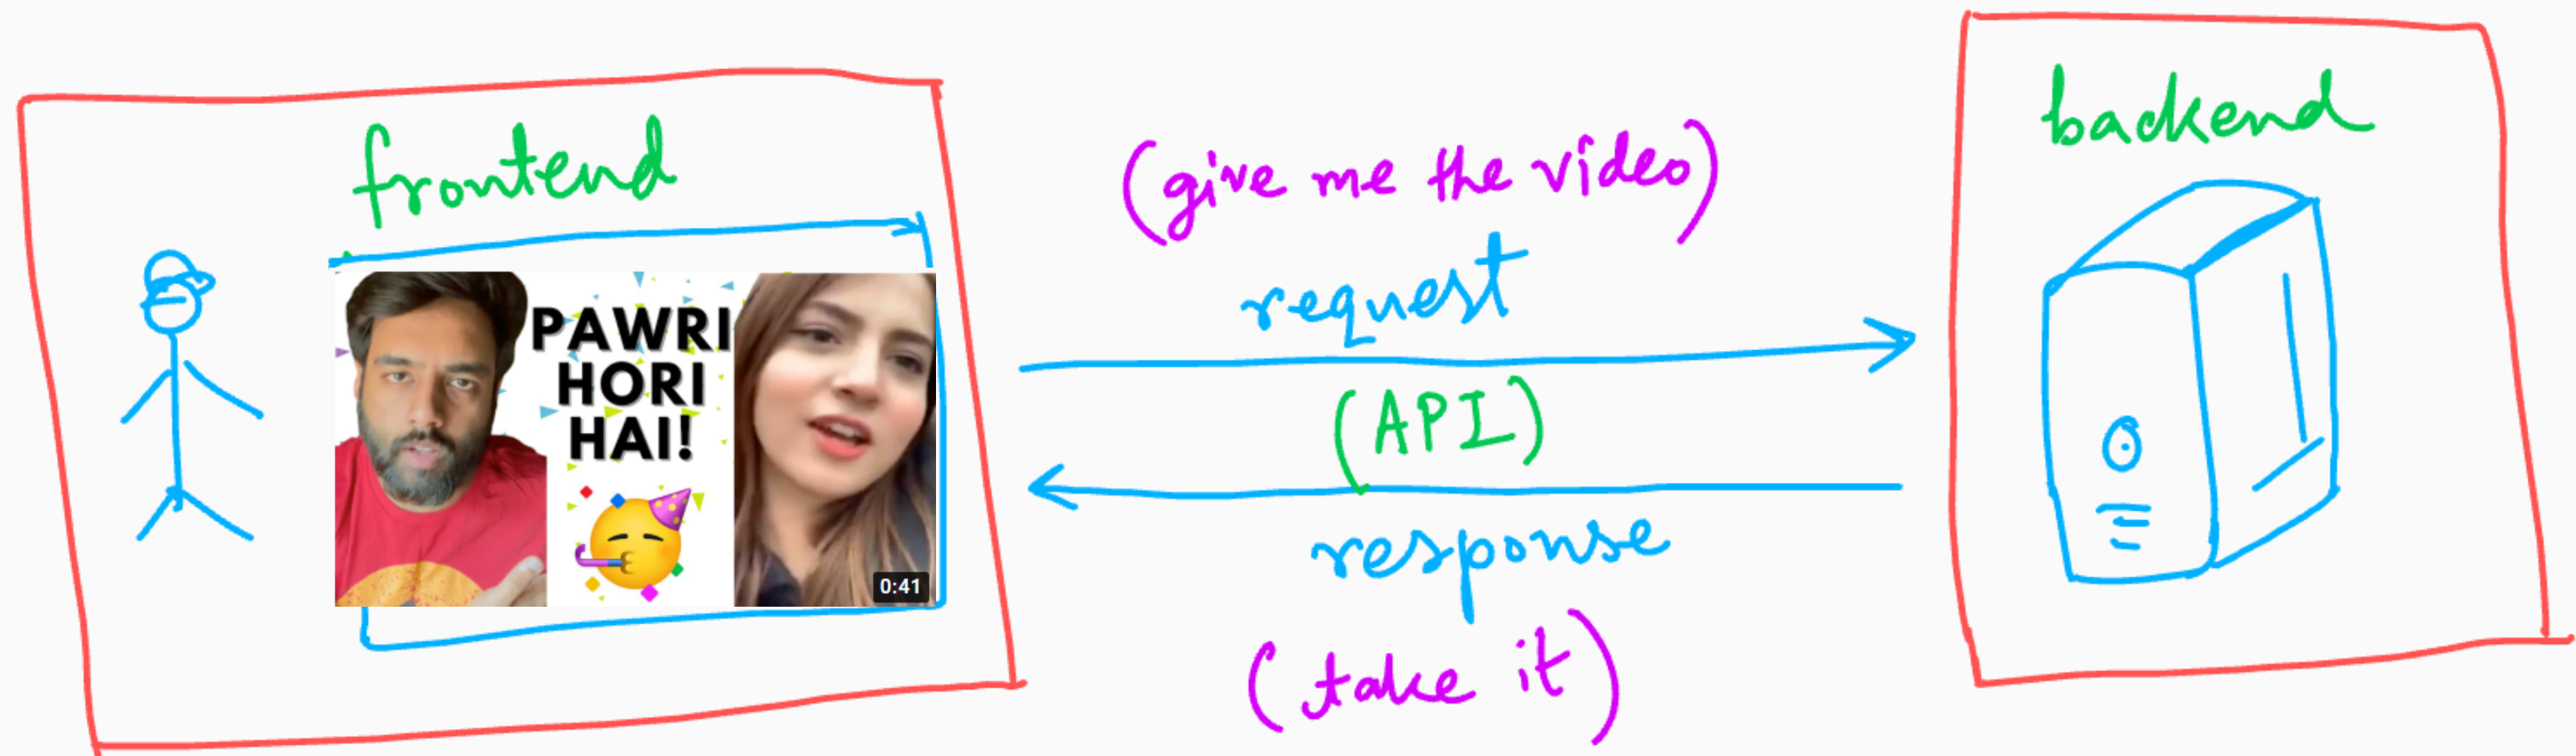 frontend
PAWRI
HORI
HAI!
0:41
(give me the video)
request
(API)
response
(take it)
backend